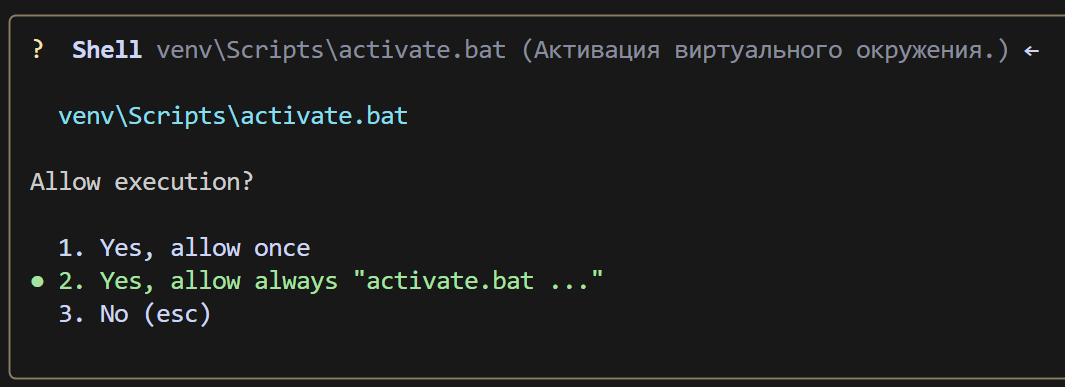 ? Shell venv\Scripts\activate.bat (Активация виртуального окружения.) ←
venv\Scripts\activate.bat
Allow execution?
1. Yes, allow once
● 2. Yes, allow always "activate.bat ..."
3. No (esc)